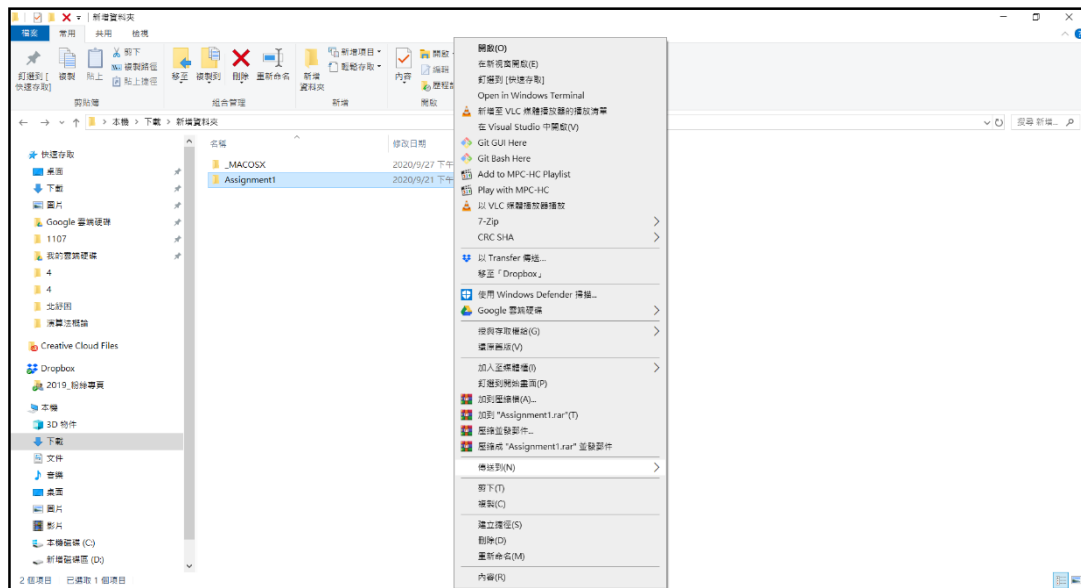 新增資料夾
檔案 常用 共用 檢視
釘選到 [快速存取]
複製
貼上
剪下
複製路徑
貼上捷徑
剪貼簿
移至
複製到
刪除
重新命名
組合管理
新增資料夾
新增項目
輕鬆存取
新增
內容
開啟
編輯
開啟
本機 > 下載 > 新增資料夾
搜尋 新增...
快速存取
桌面
下載
圖片
Google 雲端硬碟
1107
我的雲端硬碟
4
4
北舒困
演算法概論
Creative Cloud Files
Dropbox
2019_粉絲專頁
本機
3D 物件
下載
文件
音樂
桌面
圖片
影片
本機磁碟 (C:)
新增磁碟區 (D:)
名稱 修改日期
_MACOSX 2020/9/27 下午
Assignment1 2020/9/21 下午
開啟(O)
在新視窗開啟(E)
釘選到 [快速存取]
Open in Windows Terminal
新增至 VLC 媒體播放器的播放清單
在 Visual Studio 中開啟(V)
Git GUI Here
Git Bash Here
Add to MPC-HC Playlist
Play with MPC-HC
以 VLC 媒體播放器播放
7-Zip
CRC SHA
以 Transfer 傳送...
移至「Dropbox」
使用 Windows Defender 掃描...
Google 雲端硬碟
授與存取權給(G)
還原舊版(V)
加入至媒體櫃(I)
釘選到開始畫面(P)
加到壓縮檔(A)...
加到 "Assignment1.rar"(T)
壓縮並發郵件...
壓縮成 "Assignment1.rar" 並發郵件
傳送到(N)
剪下(T)
複製(C)
建立捷徑(S)
刪除(D)
重新命名(M)
內容(R)
2 個項目 已選取 1 個項目